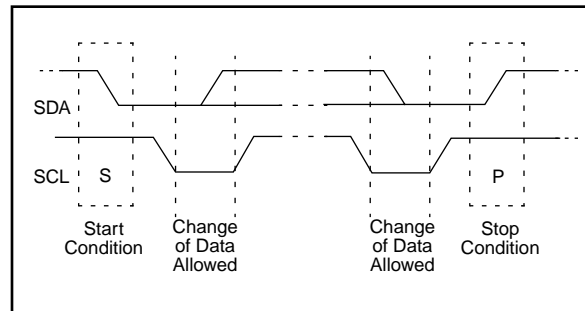 SDA
SCL
S
P
Start
Condition
Change
of Data
Allowed
Change
of Data
Allowed
Stop
Condition